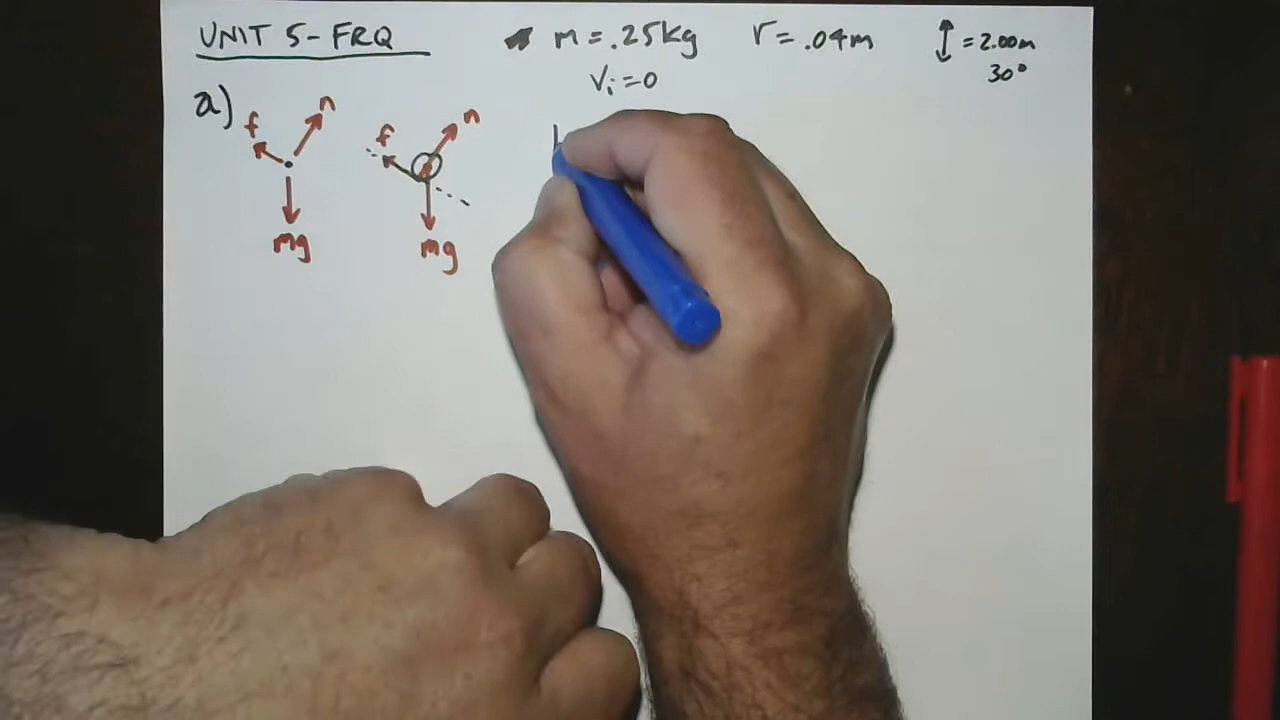 UNIT 5-FRQ m=.25kg r=.04m ↕=2.00m
vi=0 30°
a) f n mg f n mg